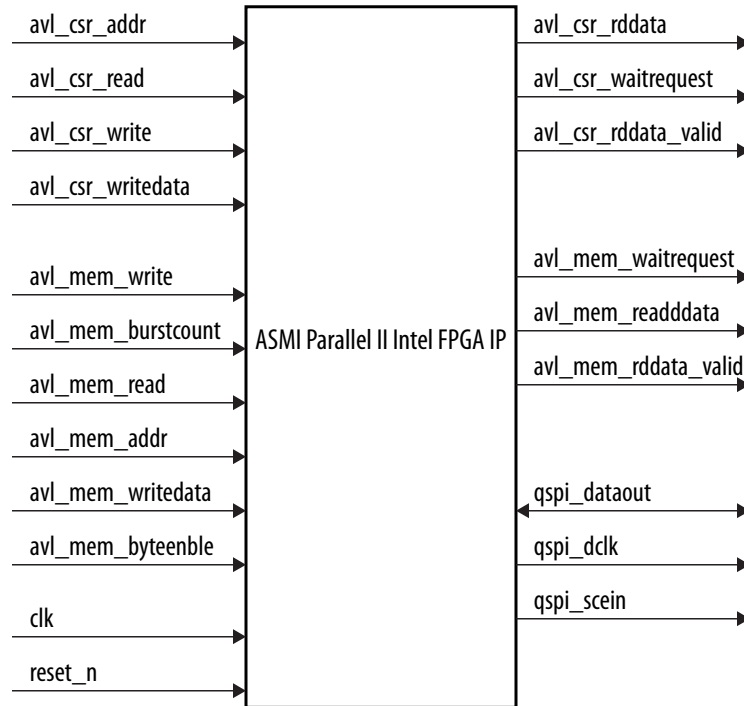 avl_csr_addr
avl_csr_read
avl_csr_write
avl_csr_writedata
avl_mem_write
avl_mem_burstcount
avl_mem_read
avl_mem_addr
avl_mem_writedata
avl_mem_byteenble
clk
reset_n
ASMI Parallel II Intel FPGA IP
avl_csr_rddata
avl_csr_waitrequest
avl_csr_rddata_valid
avl_mem_waitrequest
avl_mem_readddata
avl_mem_rddata_valid
qspi_dataout
qspi_dclk
qspi_scein